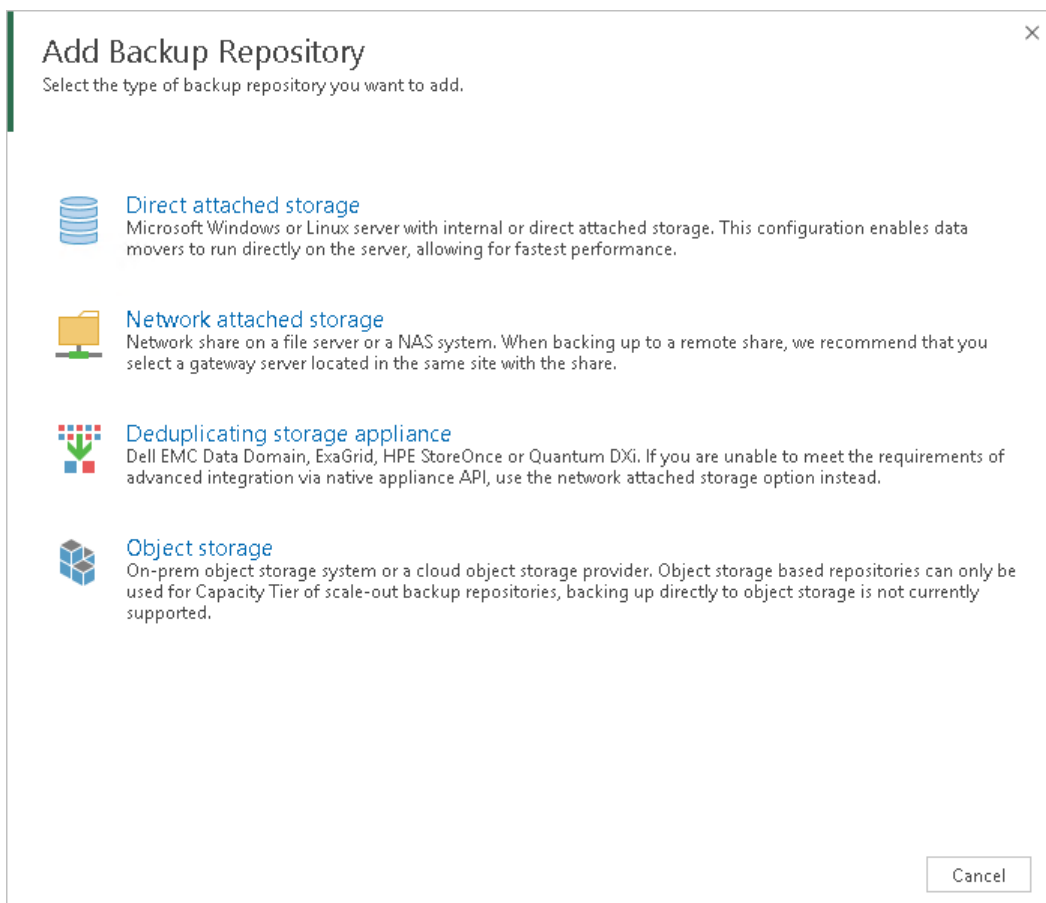 Add Backup Repository
Select the type of backup repository you want to add.
Direct attached storage
Microsoft Windows or Linux server with internal or direct attached storage. This configuration enables data
movers to run directly on the server, allowing for fastest performance.
Network attached storage
Network share on a file server or a NAS system. When backing up to a remote share, we recommend that you
select a gateway server located in the same site with the share.
Deduplicating storage appliance
Dell EMC Data Domain, ExaGrid, HPE StoreOnce or Quantum DXi. If you are unable to meet the requirements of
advanced integration via native appliance API, use the network attached storage option instead.
Object storage
On-prem object storage system or a cloud object storage provider. Object storage based repositories can only be
used for Capacity Tier of scale-out backup repositories, backing up directly to object storage is not currently
supported.
Cancel